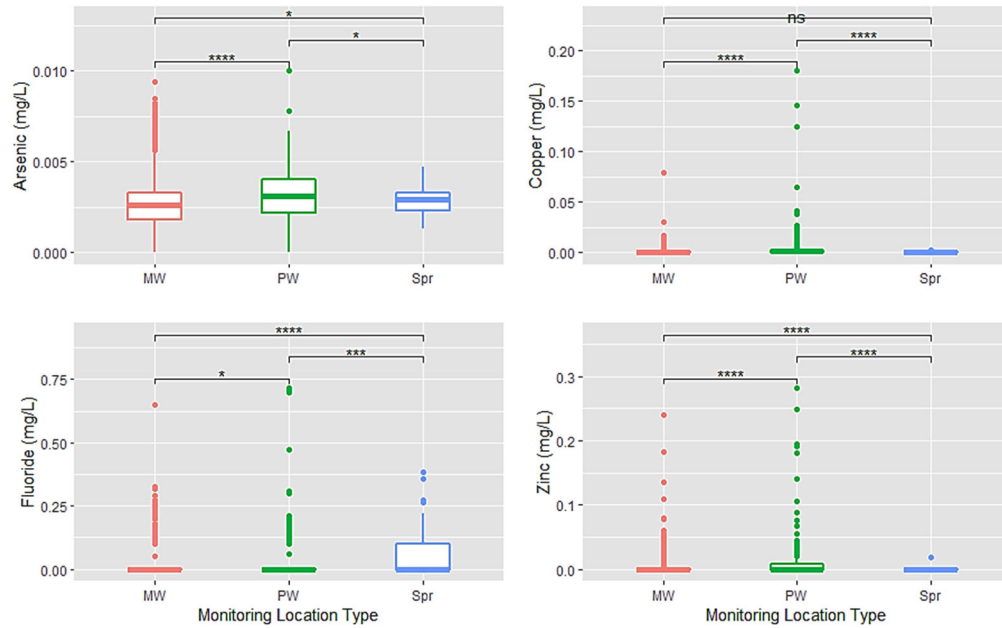 *
*
****
0.010
0.005
0.000
Arsenic (mg/L)
MW PW Spr
ns
****
****
0.20
0.15
0.10
0.05
0.00
Copper (mg/L)
MW PW Spr
****
***
*
0.75
0.50
0.25
0.00
Fluoride (mg/L)
MW PW Spr
Monitoring Location Type
****
****
****
0.3
0.2
0.1
0.0
Zinc (mg/L)
MW PW Spr
Monitoring Location Type